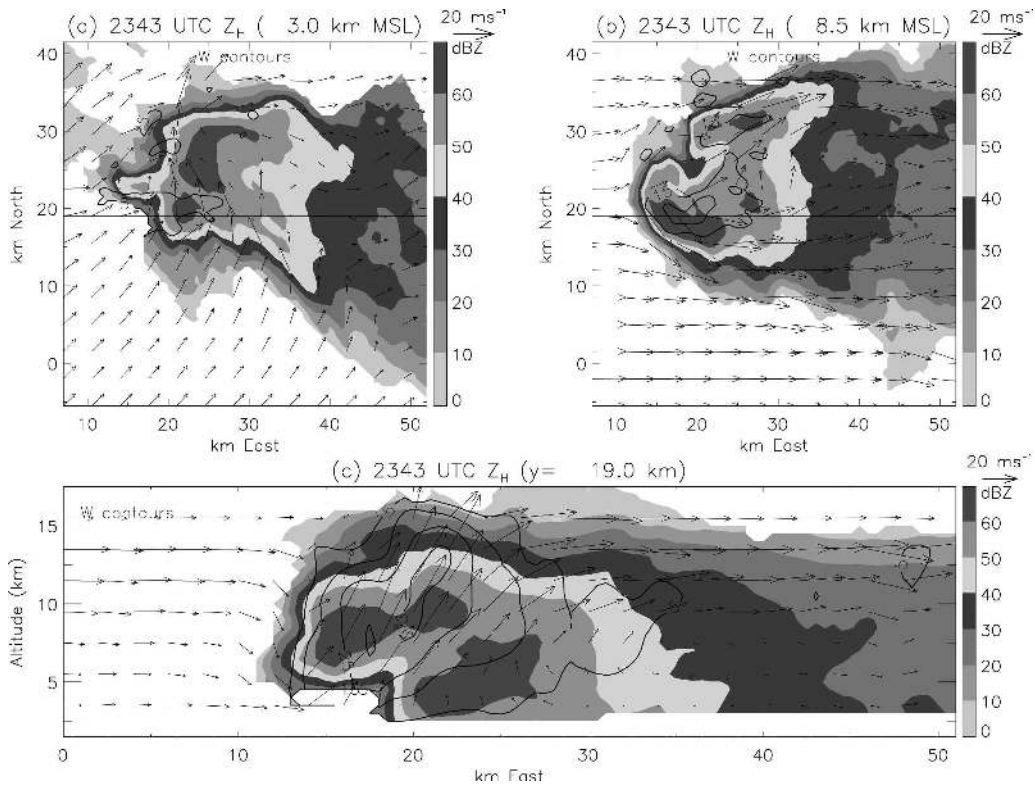 (a) 2343 UTC Z_H ( 3.0 km MSL)
20 ms⁻¹
dBZ
W contours
40
30
20
10
0
km North
10 20 30 40 50
km East
60
50
40
30
20
10
0
(b) 2343 UTC Z_H ( 8.5 km MSL)
20 ms⁻¹
dBZ
W contours
40
30
20
10
0
km North
10 20 30 40 50
km East
60
50
40
30
20
10
0
(c) 2343 UTC Z_H (y= 19.0 km)
20 ms⁻¹
dBZ
W contours
15
10
5
Altitude (km)
0 10 20 30 40 50
km East
60
50
40
30
20
10
0